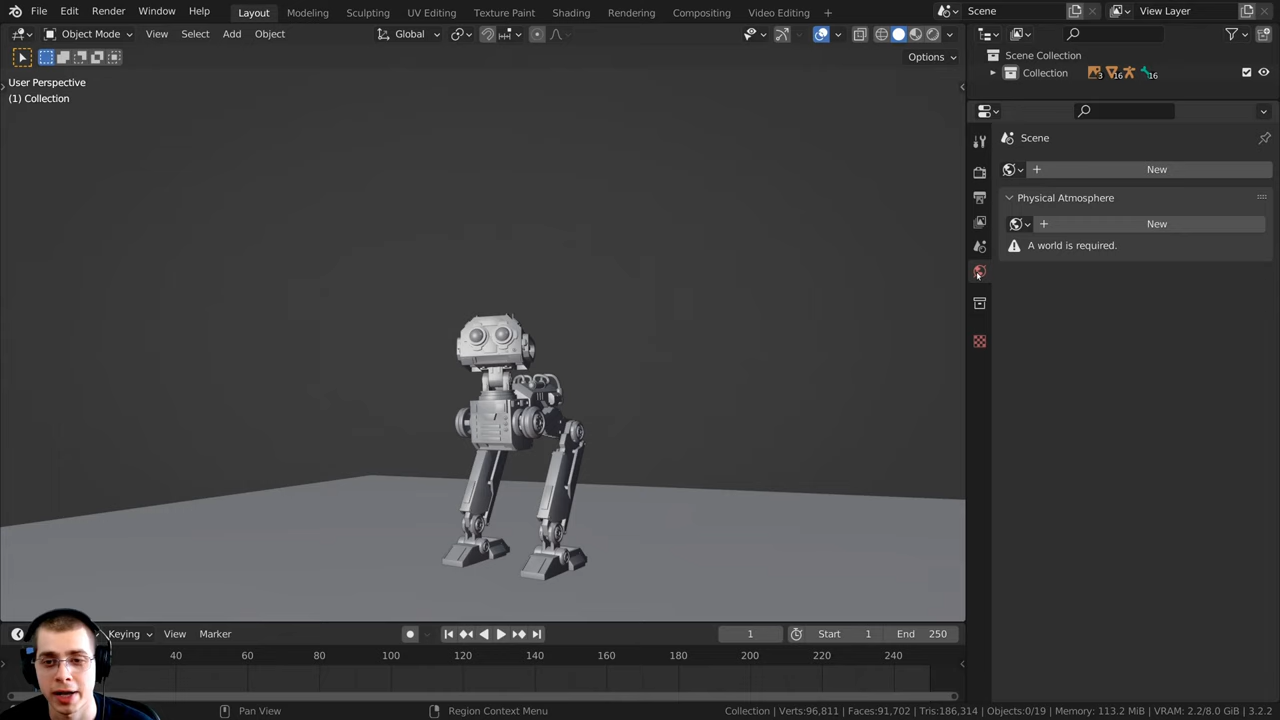 File Edit Render Window Help Layout Modeling Sculpting UV Editing Texture Paint Shading Rendering Compositing Video Editing + Scene View Layer
Object Mode View Select Add Object Global
Options
User Perspective
(1) Collection
Scene Collection
Collection 3 16 16
Scene
+ New
Physical Atmosphere
+ New
A world is required.
Keying View Marker 1 Start 1 End 250
40 60 80 100 120 140 160 180 200 220 240
Pan View Region Context Menu Collection | Verts:96,811 | Faces:91,702 | Tris:186,314 | Objects:0/19 | Memory: 113.2 MiB | VRAM: 2.2/8.0 GiB | 3.2.2